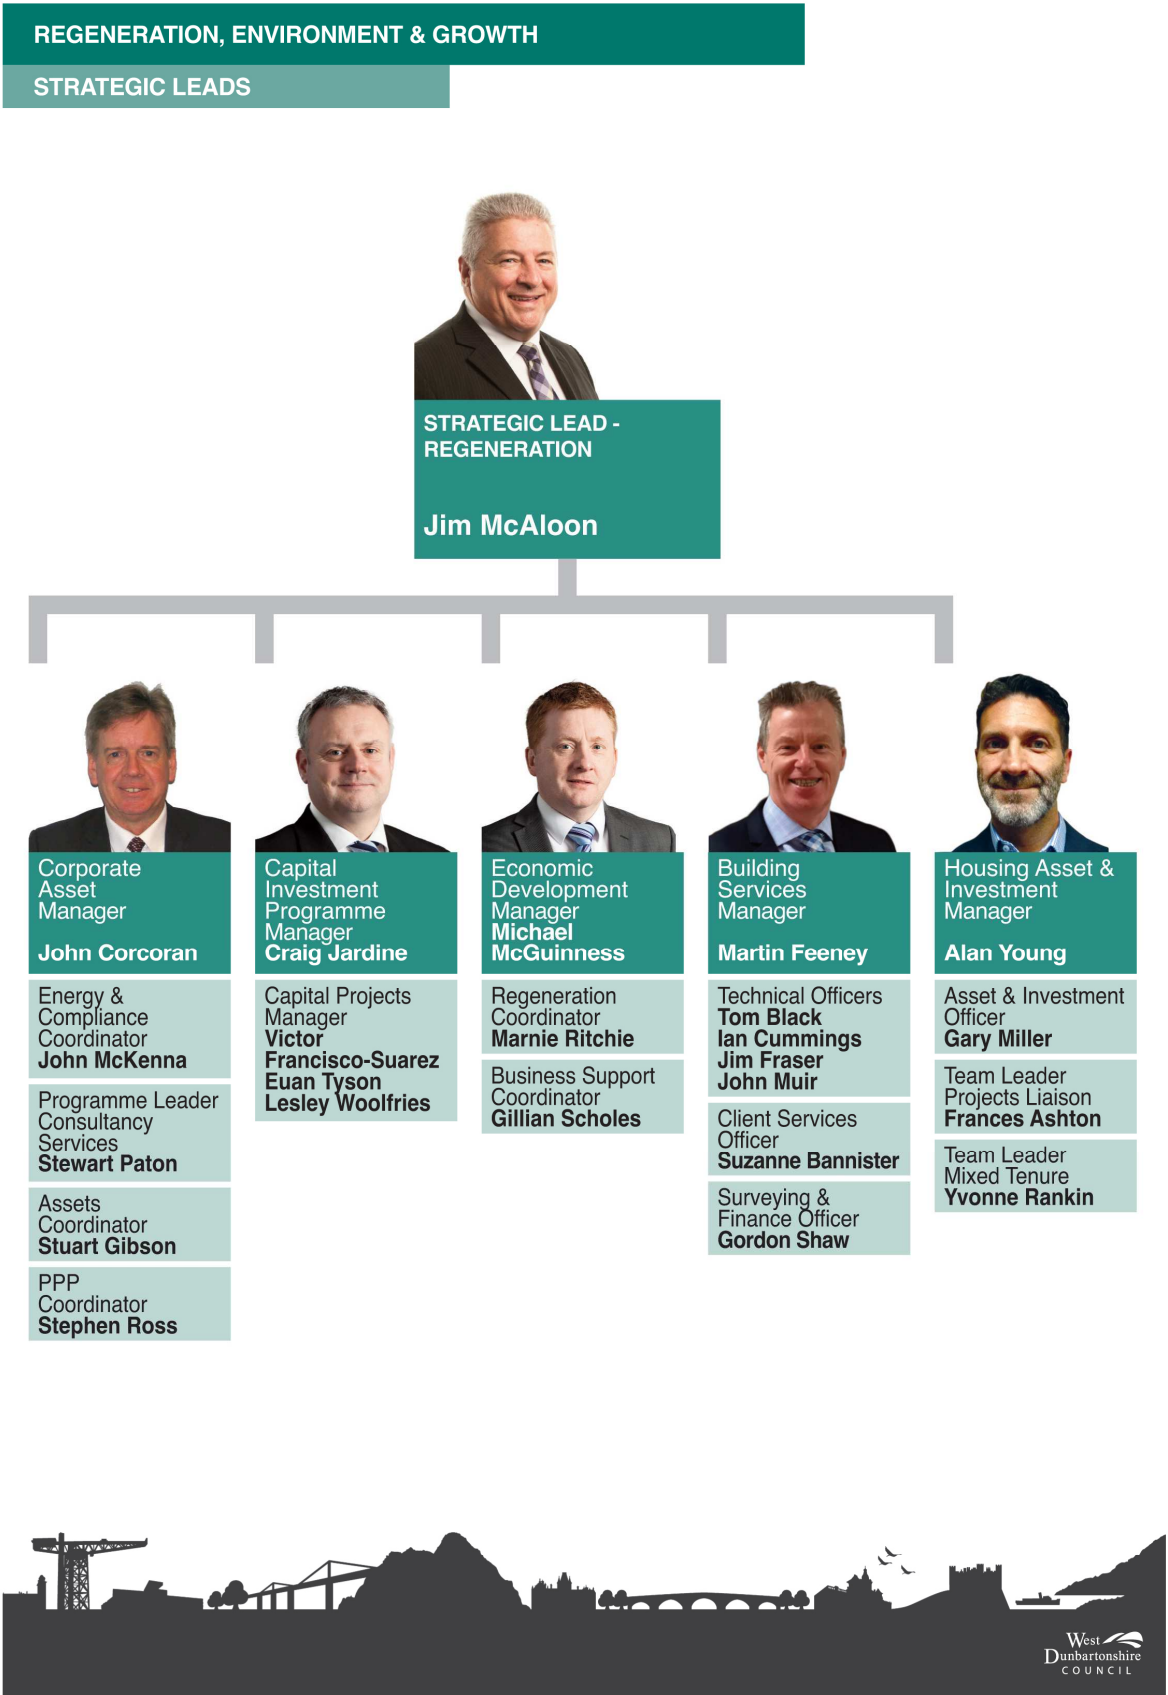 REGENERATION, ENVIRONMENT & GROWTH
STRATEGIC LEADS
STRATEGIC LEAD -
REGENERATION
Jim McAloon
Corporate
Asset
Manager
John Corcoran
Energy &
Compliance
Coordinator
John McKenna
Programme Leader
Consultancy
Services
Stewart Paton
Assets
Coordinator
Stuart Gibson
PPP
Coordinator
Stephen Ross
Capital
Investment
Programme
Manager
Craig Jardine
Capital Projects
Manager
Victor
Francisco-Suarez
Euan Tyson
Lesley Woolfries
Economic
Development
Manager
Michael
McGuinness
Regeneration
Coordinator
Marnie Ritchie
Business Support
Coordinator
Gillian Scholes
Building
Services
Manager
Martin Feeney
Technical Officers
Tom Black
Ian Cummings
Jim Fraser
John Muir
Client Services
Officer
Suzanne Bannister
Surveying &
Finance Officer
Gordon Shaw
Housing Asset &
Investment
Manager
Alan Young
Asset & Investment
Officer
Gary Miller
Team Leader
Projects Liaison
Frances Ashton
Team Leader
Mixed Tenure
Yvonne Rankin
West
Dunbartonshire
COUNCIL